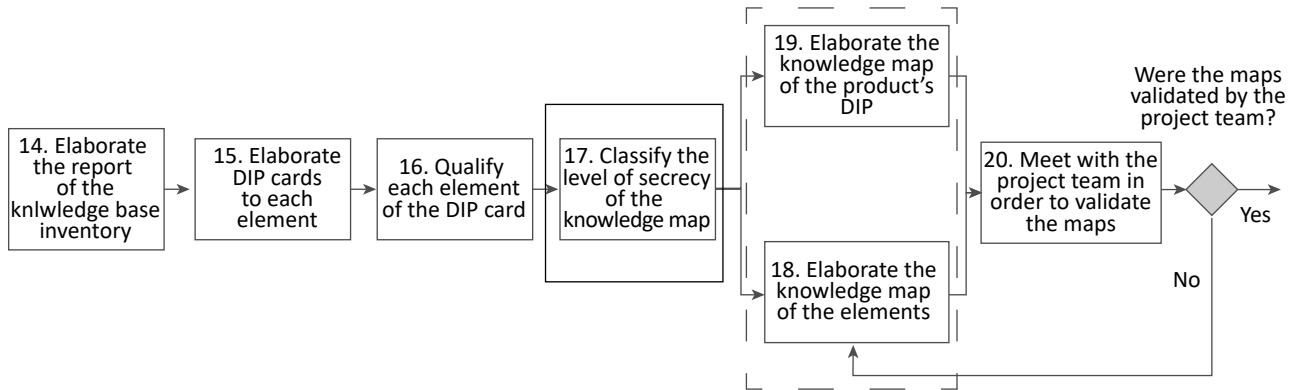 14. Elaborate
the report
of the
knlwledge base
inventory
15. Elaborate
DIP cards
to each
element
16. Qualify
each element
of the DIP card
17. Classify the
level of secrecy
of the
knowledge map
19. Elaborate the
knowledge map
of the product’s
DIP
18. Elaborate the
knowledge map
of the elements
20. Meet with the
project team in
order to validate
the maps
Were the maps
validated by the
project team?
Yes
No